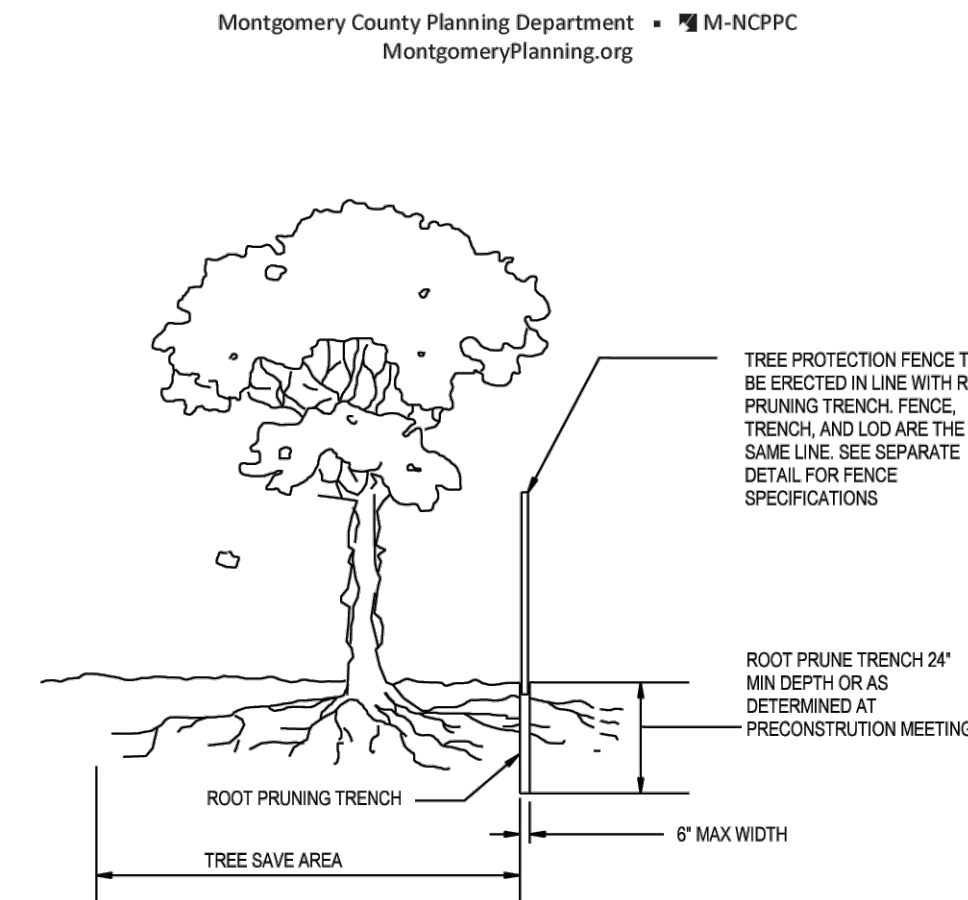 Montgomery County Planning Department ▪ M-NCPPC
MontgomeryPlanning.org
TREE PROTECTION FENCE
BE ERECTED IN LINE WITH
PRUNING TRENCH. FENCE,
TRENCH, AND LOD ARE THE
SAME LINE. SEE SEPARATE
DETAIL FOR FENCE
SPECIFICATIONS
ROOT PRUNE TRENCH 24"
MIN DEPTH OR AS
DETERMINED AT
PRECONSTRUTION MEETING
ROOT PRUNING TRENCH
6" MAX WIDTH
TREE SAVE AREA